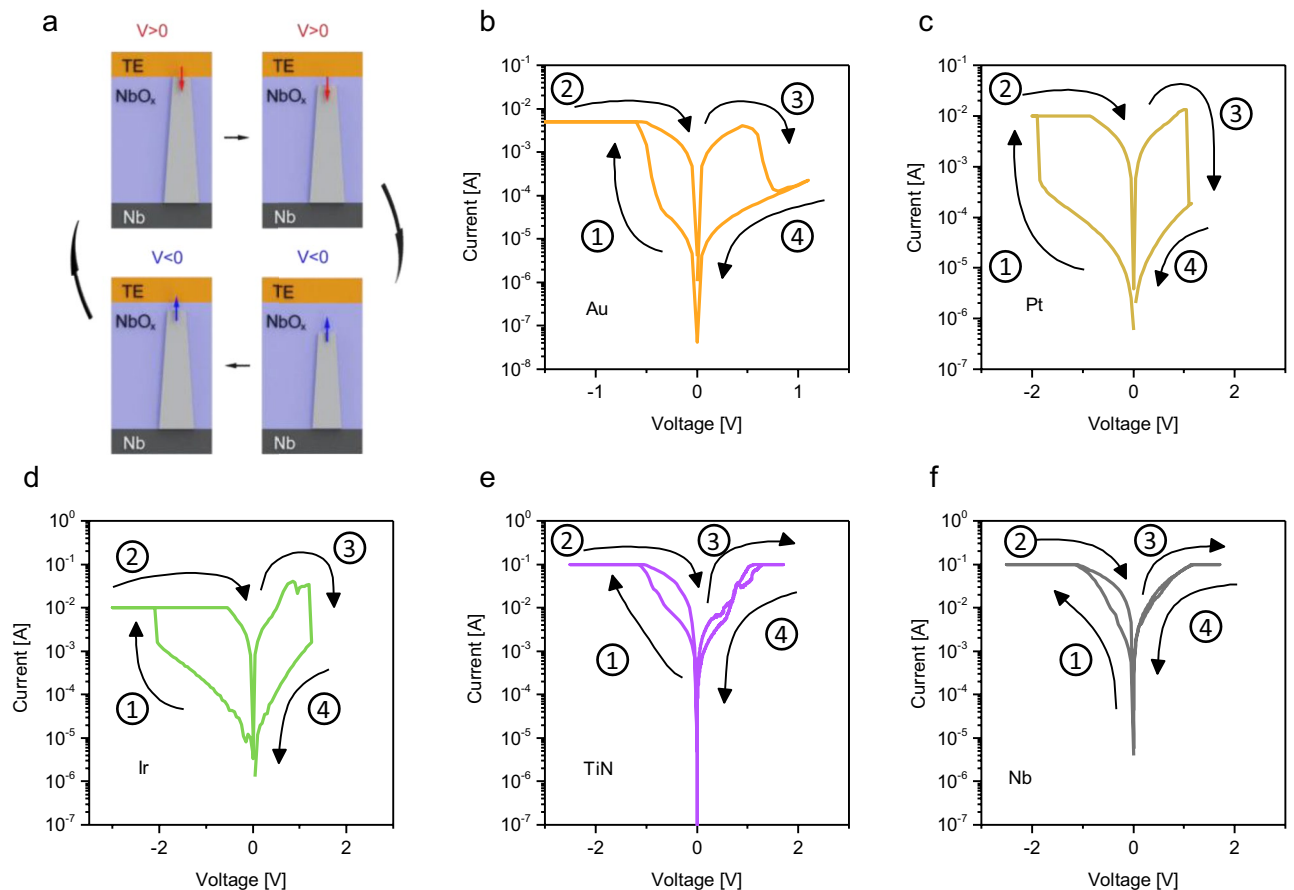 a
V>0 V>0
TE TE
NbOₓ NbOₓ
Nb Nb
V<0 V<0
TE TE
NbOₓ NbOₓ
Nb Nb
b
Current [A]
10⁻¹
10⁻²
10⁻³
10⁻⁴
10⁻⁵
10⁻⁶
10⁻⁷
10⁻⁸
② ③
① ④
Au
-1 0 1
Voltage [V]
c
Current [A]
10⁻¹
10⁻²
10⁻³
10⁻⁴
10⁻⁵
10⁻⁶
10⁻⁷
② ③
① ④
Pt
-2 0 2
Voltage [V]
d
Current [A]
10⁰
10⁻¹
10⁻²
10⁻³
10⁻⁴
10⁻⁵
10⁻⁶
10⁻⁷
② ③
① ④
Ir
-2 0 2
Voltage [V]
e
Current [A]
10⁰
10⁻¹
10⁻²
10⁻³
10⁻⁴
10⁻⁵
10⁻⁶
10⁻⁷
② ③
① ④
TiN
-2 0 2
Voltage [V]
f
Current [A]
10⁰
10⁻¹
10⁻²
10⁻³
10⁻⁴
10⁻⁵
10⁻⁶
10⁻⁷
② ③
① ④
Nb
-2 0 2
Voltage [V]